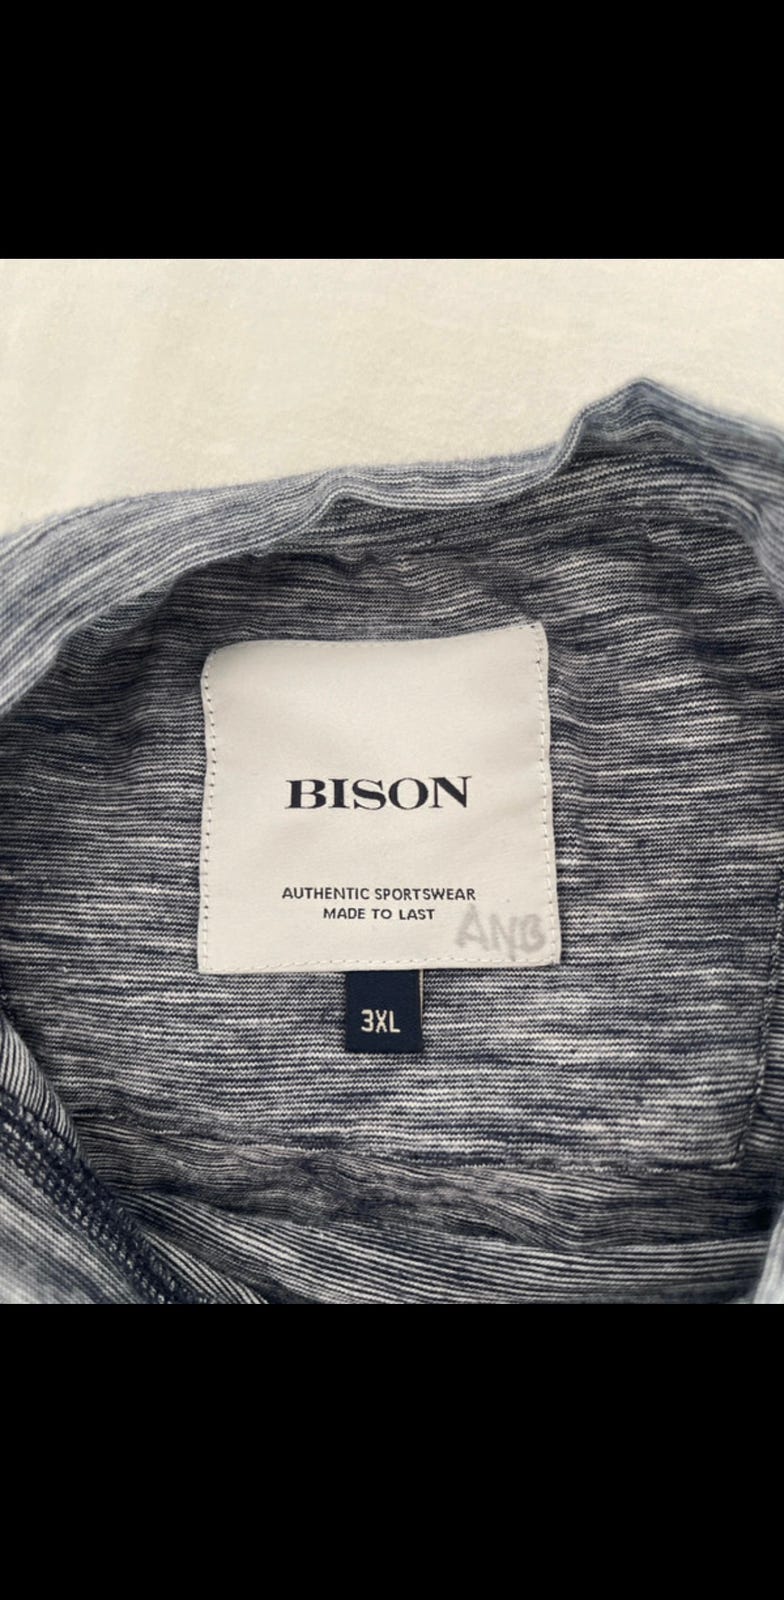 BISON
AUTHENTIC SPORTSWEAR
MADE TO LAST
ANB
3XL